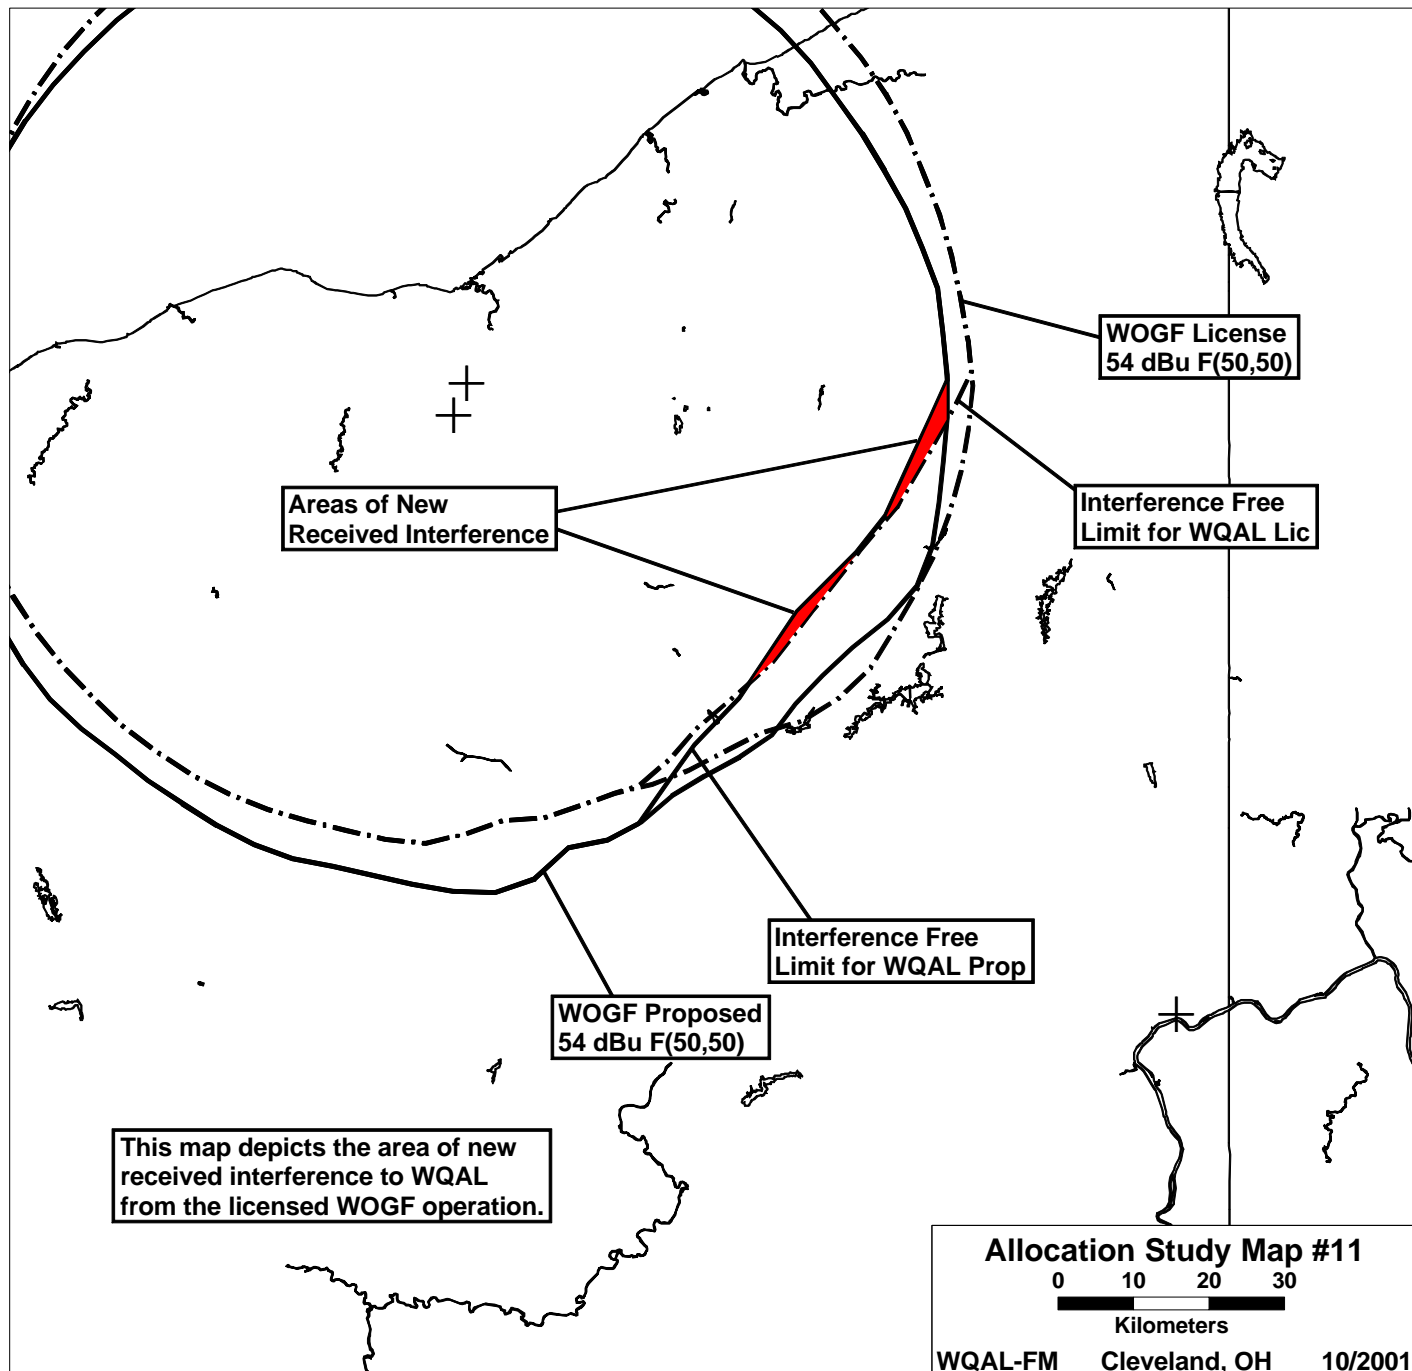 WOGF License
54 dBu F(50,50)
Areas of New
Received Interference
Interference Free
Limit for WQAL Lic
Interference Free
Limit for WQAL Prop
WOGF Proposed
54 dBu F(50,50)
This map depicts the area of new
received interference to WQAL
from the licensed WOGF operation.
Allocation Study Map #11
0 10 20 30
Kilometers
WQAL-FM Cleveland, OH 10/2001